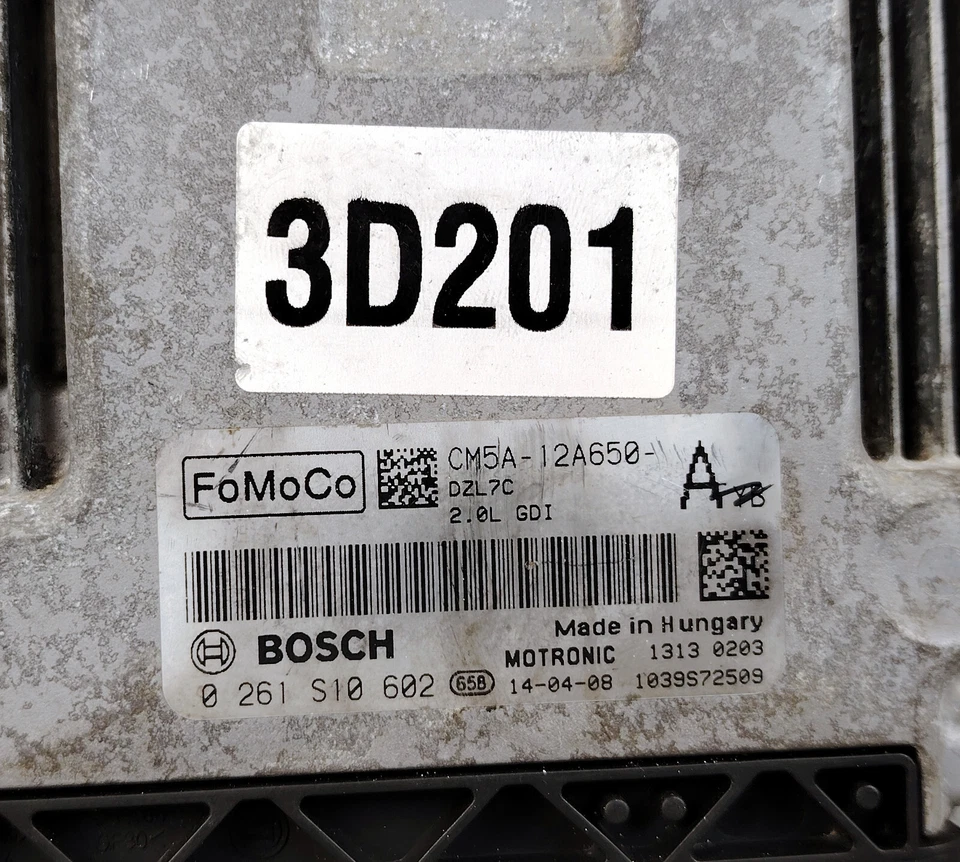 3D201
FoMoCo
CM5A-12A650-A
DZL7C
2.0L GDI
Made in Hungary
BOSCH
MOTRONIC 1313 0203
0 261 S10 602 65B 14-04-08 1039S72509